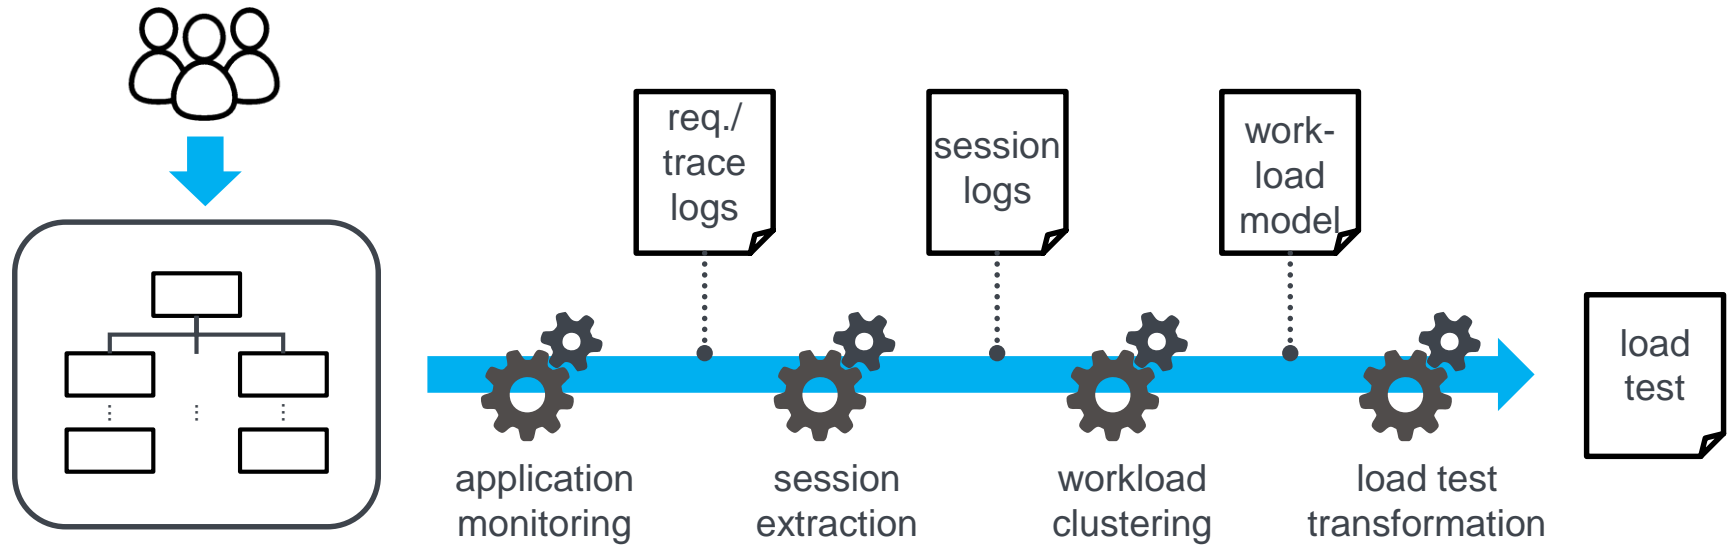 req./
trace
logs
session
logs
work-
load
model
load
test
application
monitoring
session
extraction
workload
clustering
load test
transformation